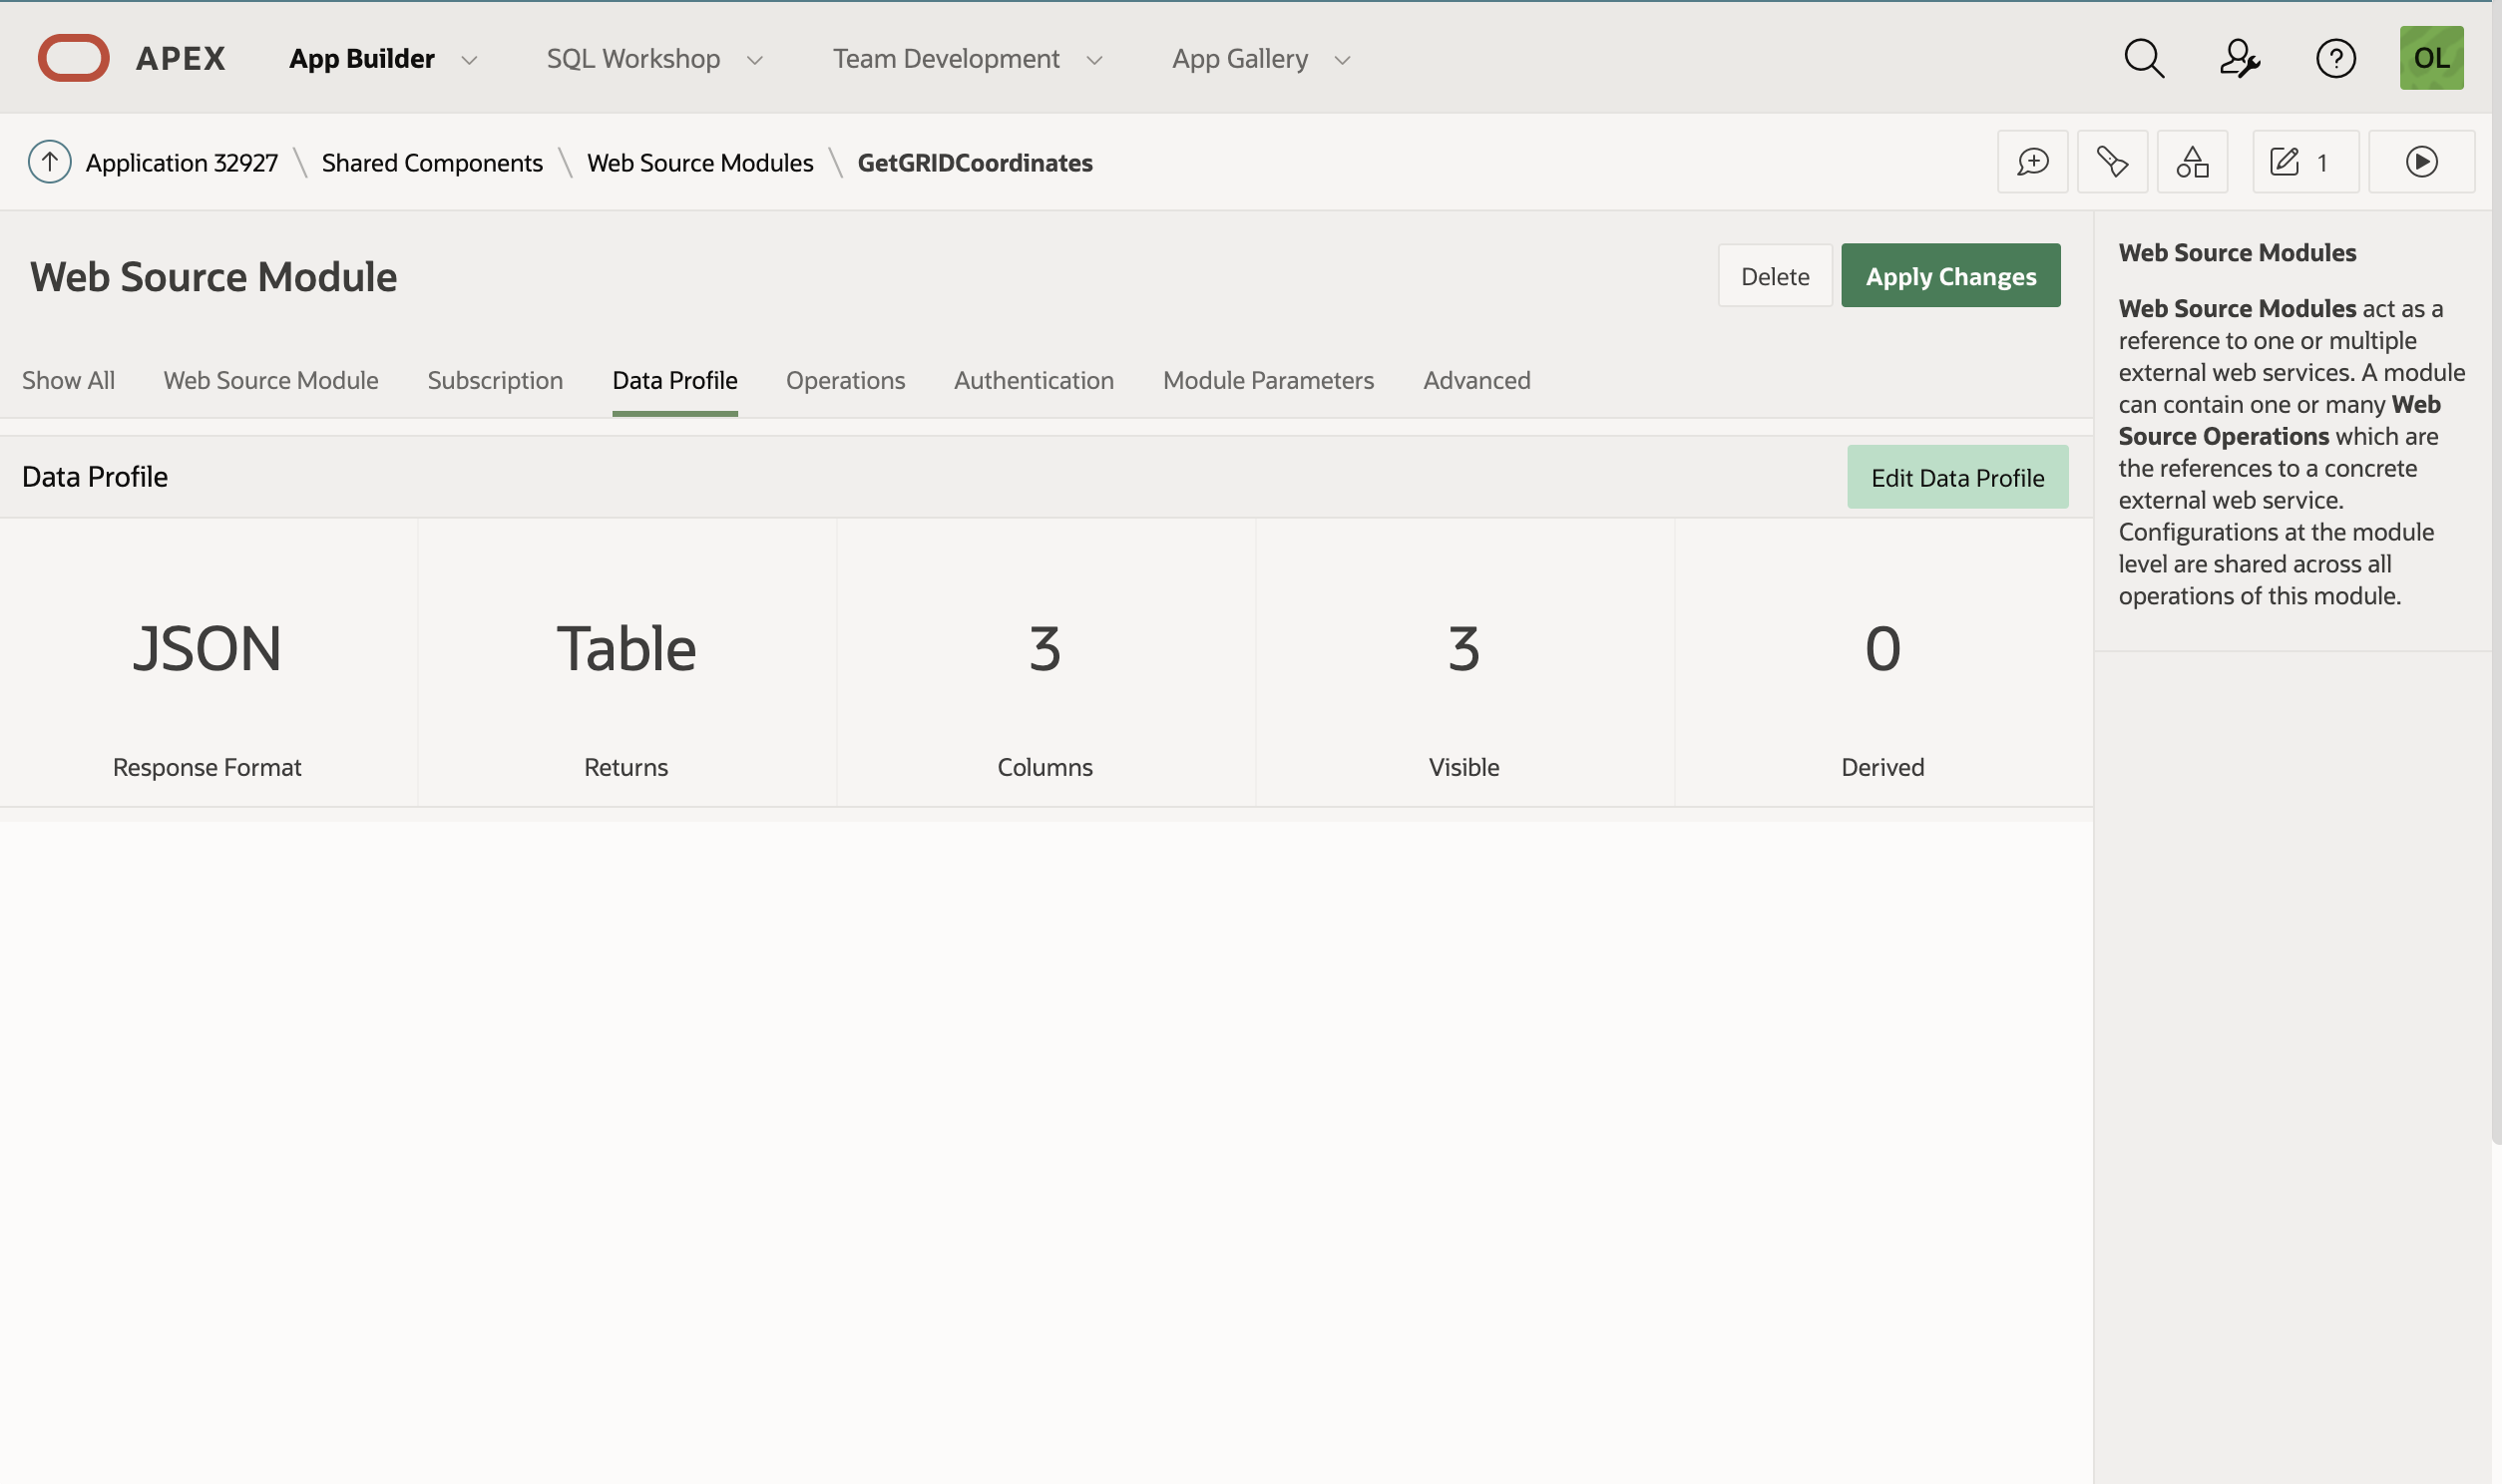 APEX App Builder SQL Workshop Team Development App Gallery OL
Application 32927 \ Shared Components \ Web Source Modules \ GetGRIDCoordinates 1
Web Source Module
Delete Apply Changes
Show All Web Source Module Subscription Data Profile Operations Authentication Module Parameters Advanced
Data Profile
Edit Data Profile
JSON Table 3 3 0
Response Format Returns Columns Visible Derived
Web Source Modules
Web Source Modules act as a
reference to one or multiple
external web services. A module
can contain one or many Web
Source Operations which are
the references to a concrete
external web service.
Configurations at the module
level are shared across all
operations of this module.